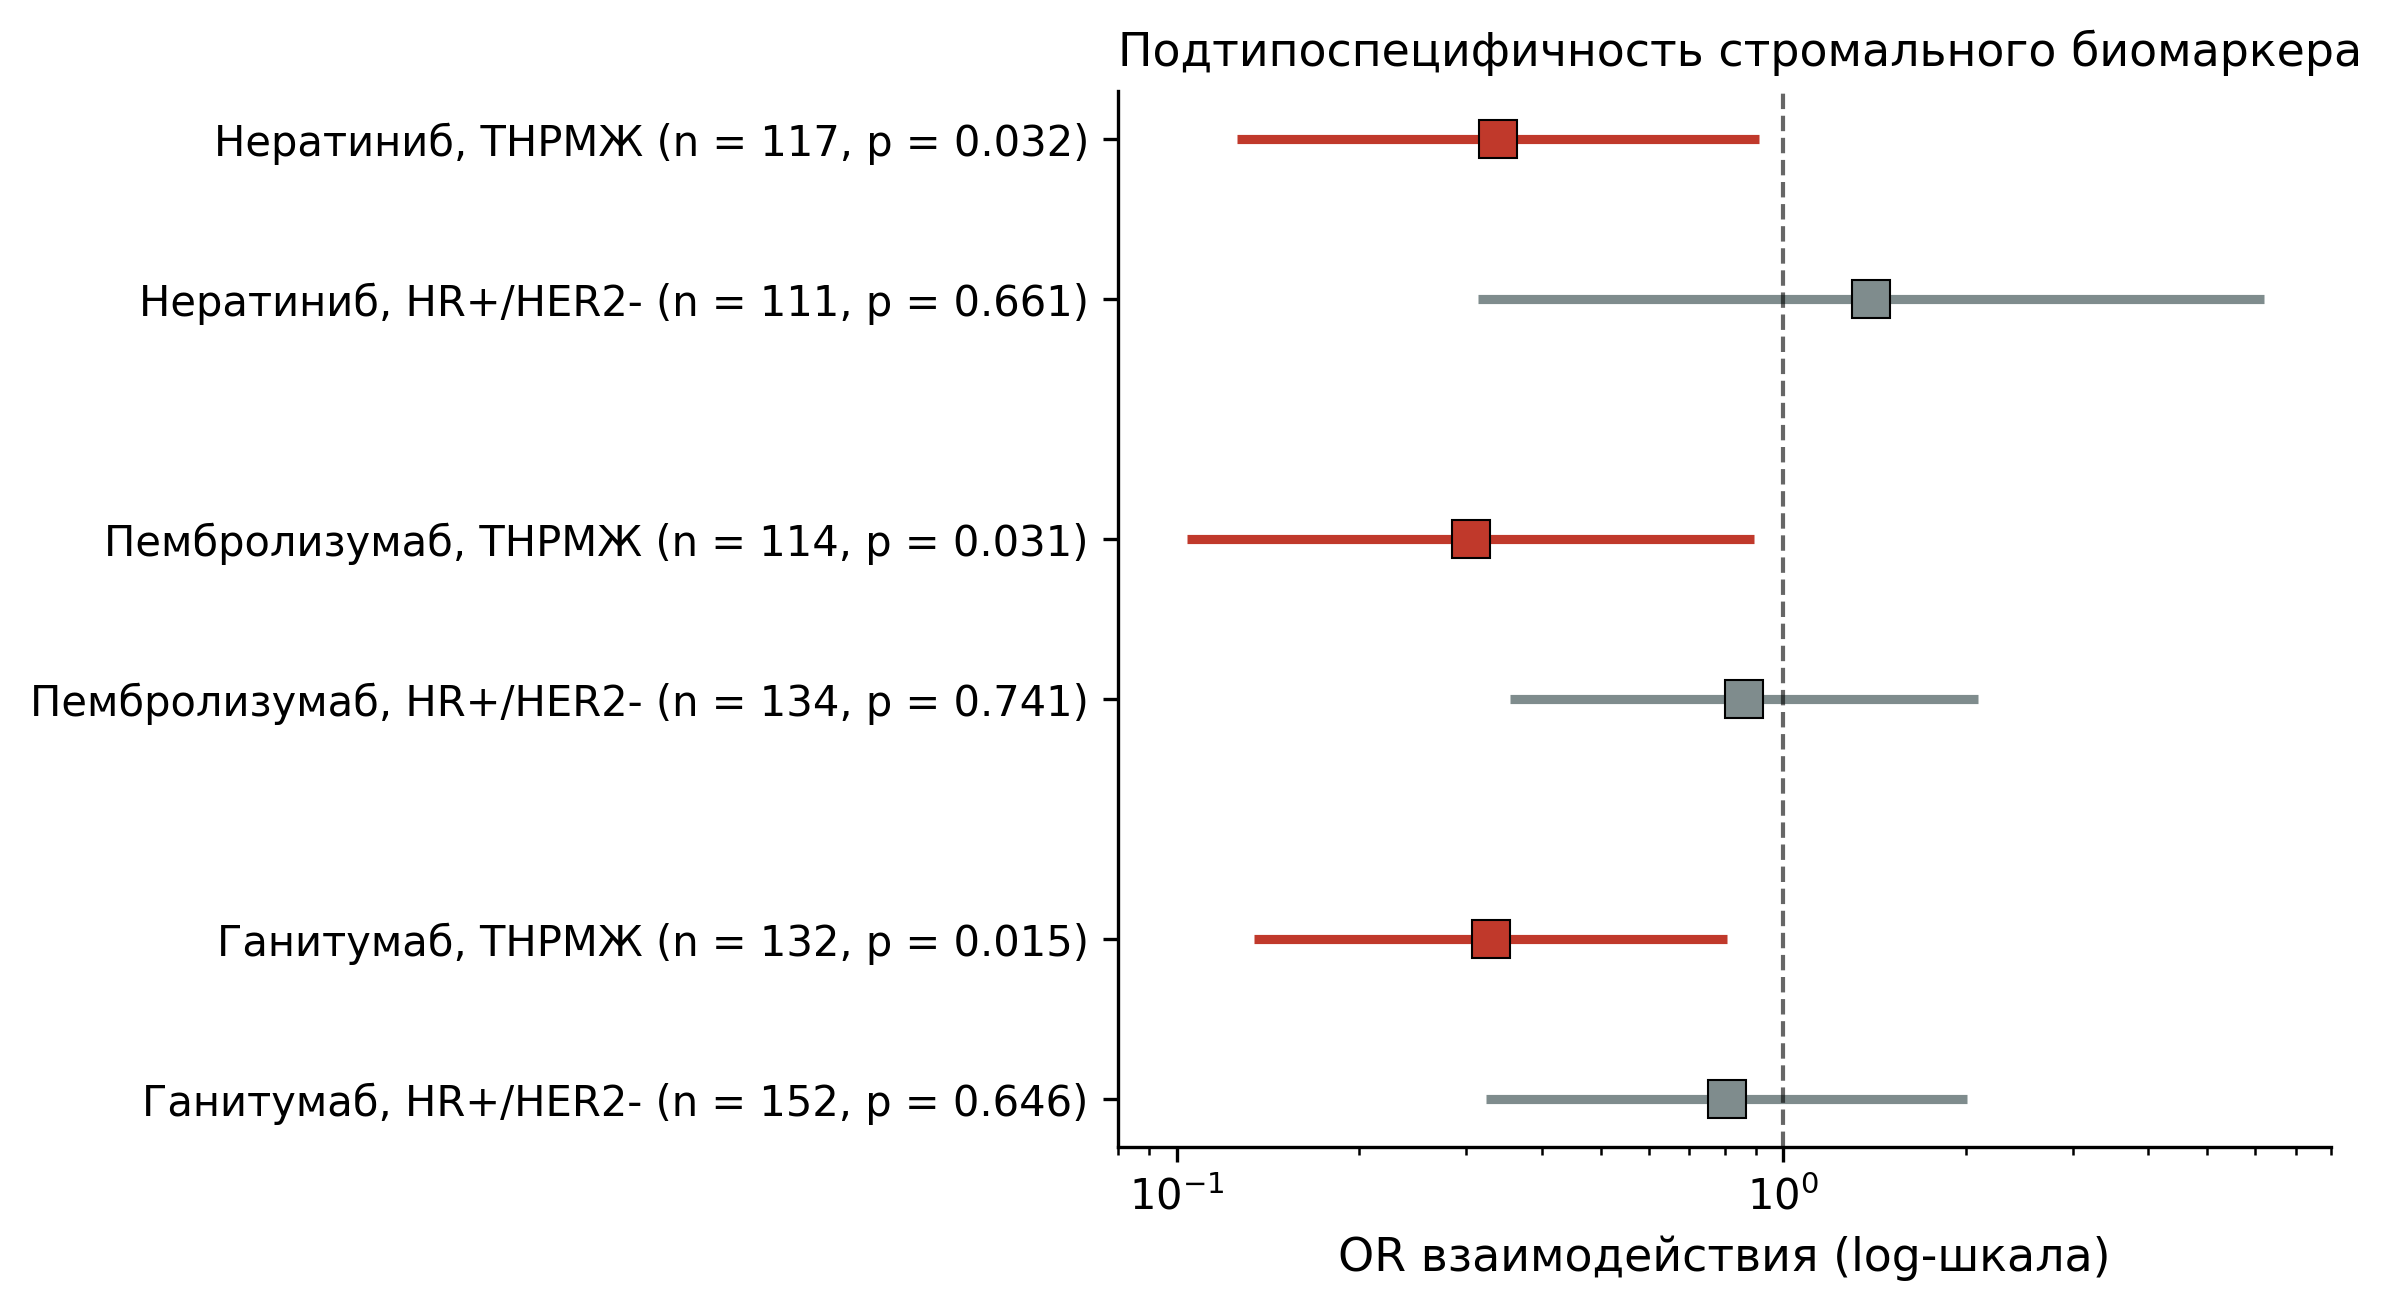 Подтипоспецифичность стромального биомаркера
Нератиниб, ТНРМЖ (n = 117, p = 0.032)
Нератиниб, HR+/HER2- (n = 111, p = 0.661)
Пембролизумаб, ТНРМЖ (n = 114, p = 0.031)
Пембролизумаб, HR+/HER2- (n = 134, p = 0.741)
Ганитумаб, ТНРМЖ (n = 132, p = 0.015)
Ганитумаб, HR+/HER2- (n = 152, p = 0.646)
10⁻¹ 10⁰
OR взаимодействия (log-шкала)